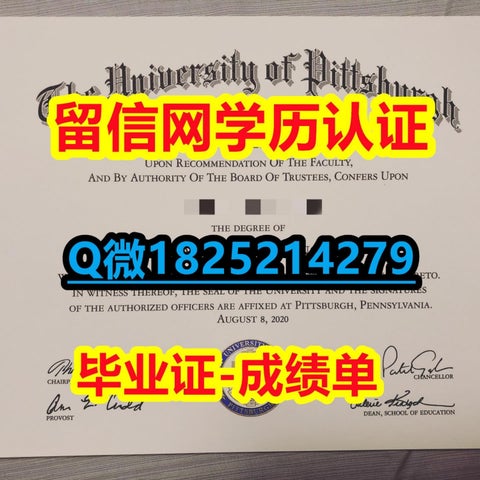 The University of Pittsburgh
留信网学历认证
UPON RECOMMENDATION OF THE FACULTY,
AND BY AUTHORITY OF THE BOARD OF TRUSTEES, CONFERS UPON
THE DEGREE OF
Q微1825214279
IN WITNESS THEREOF, THE SEAL OF THE UNIVERSITY AND THE SIGNATURES
OF THE AUTHORIZED OFFICERS ARE AFFIXED AT PITTSBURGH, PENNSYLVANIA.
AUGUST 8, 2020
毕业证-成绩单
CHANCELLOR
PROVOST
DEAN, SCHOOL OF EDUCATION